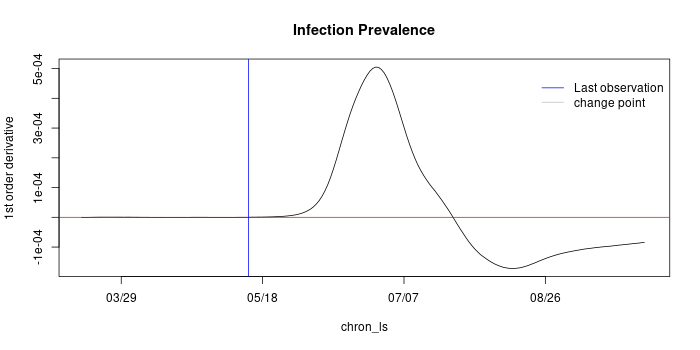 Infection Prevalence
1st order derivative
5e-04
3e-04
1e-04
-1e-04
Last observation
change point
03/29
05/18
07/07
08/26
chron_ls